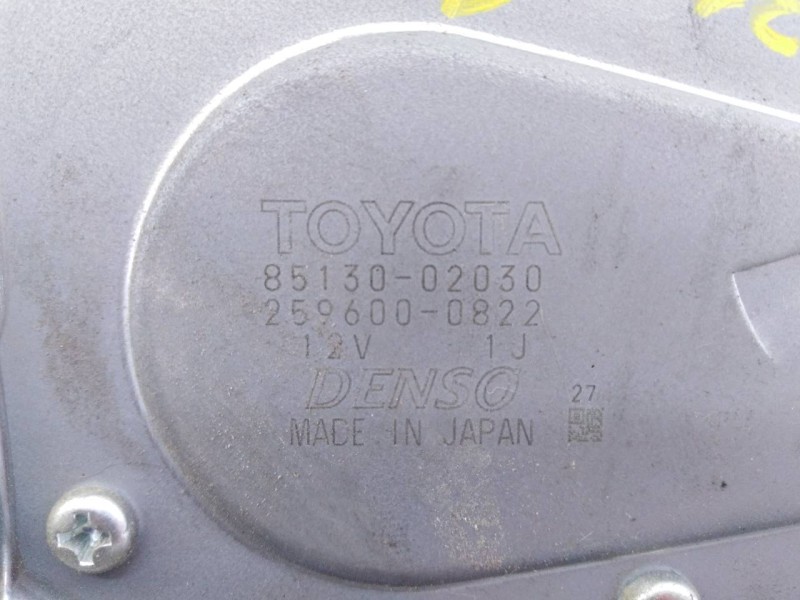 TOYOTA
85130-02030
259600-0822
12V 1J
DENSO
27
MADE IN JAPAN